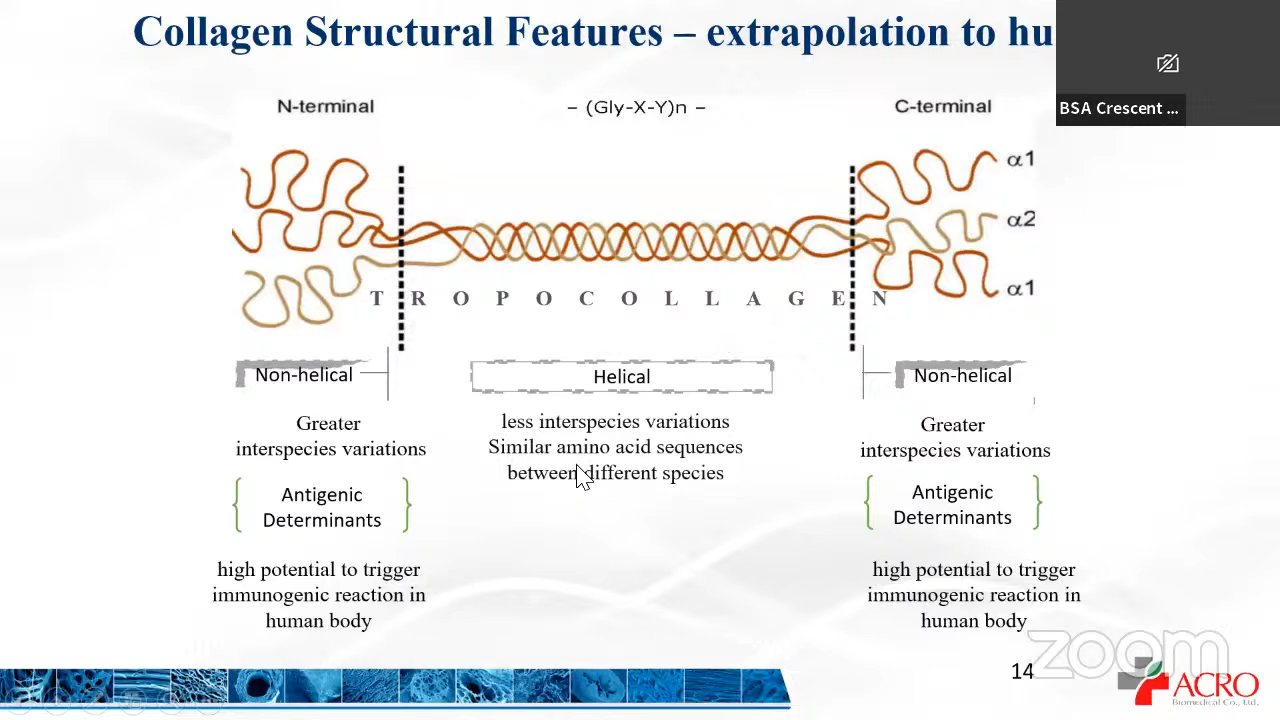 Collagen Structural Features – extrapolation to hu
BSA Crescent ...
N-terminal
– (Gly-X-Y)n –
C-terminal
α1
α2
α1
T R O P O C O L L A G E N
Non-helical
Helical
Non-helical
Greater
interspecies variations
less interspecies variations
Similar amino acid sequences
between different species
Greater
interspecies variations
Antigenic
Determinants
Antigenic
Determinants
high potential to trigger
immunogenic reaction in
human body
high potential to trigger
immunogenic reaction in
human body
zoom
14
ACRO
Biomedical Co., Ltd.